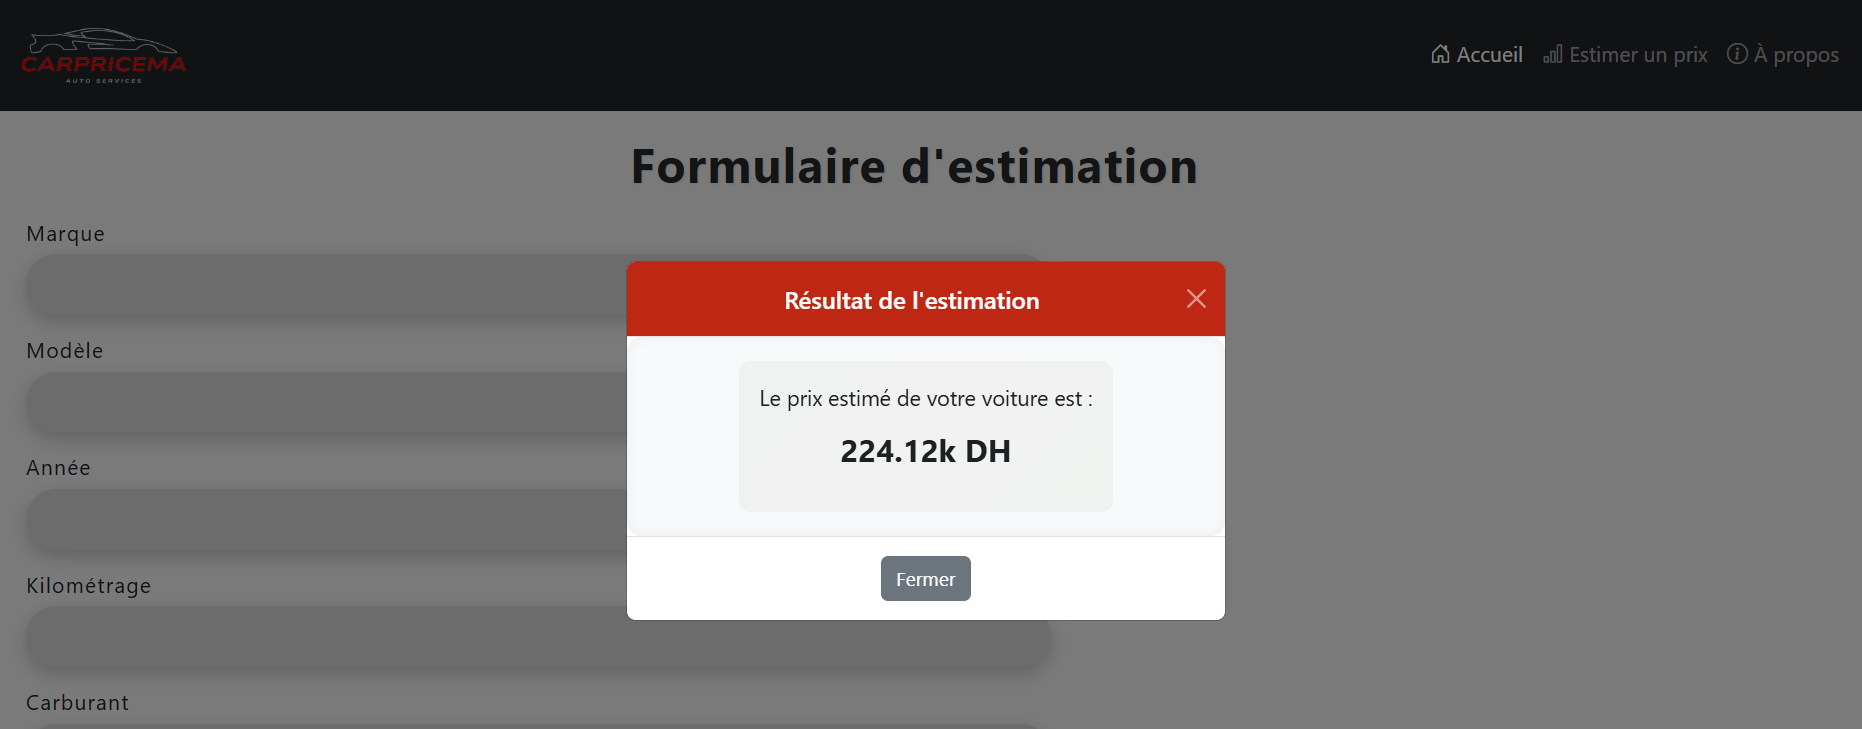 CARPRICEMA
AUTO SERVICES
Accueil Estimer un prix À propos
Formulaire d'estimation
Marque
Résultat de l'estimation
Modèle
Le prix estimé de votre voiture est :
224.12k DH
Année
Fermer
Kilométrage
Carburant